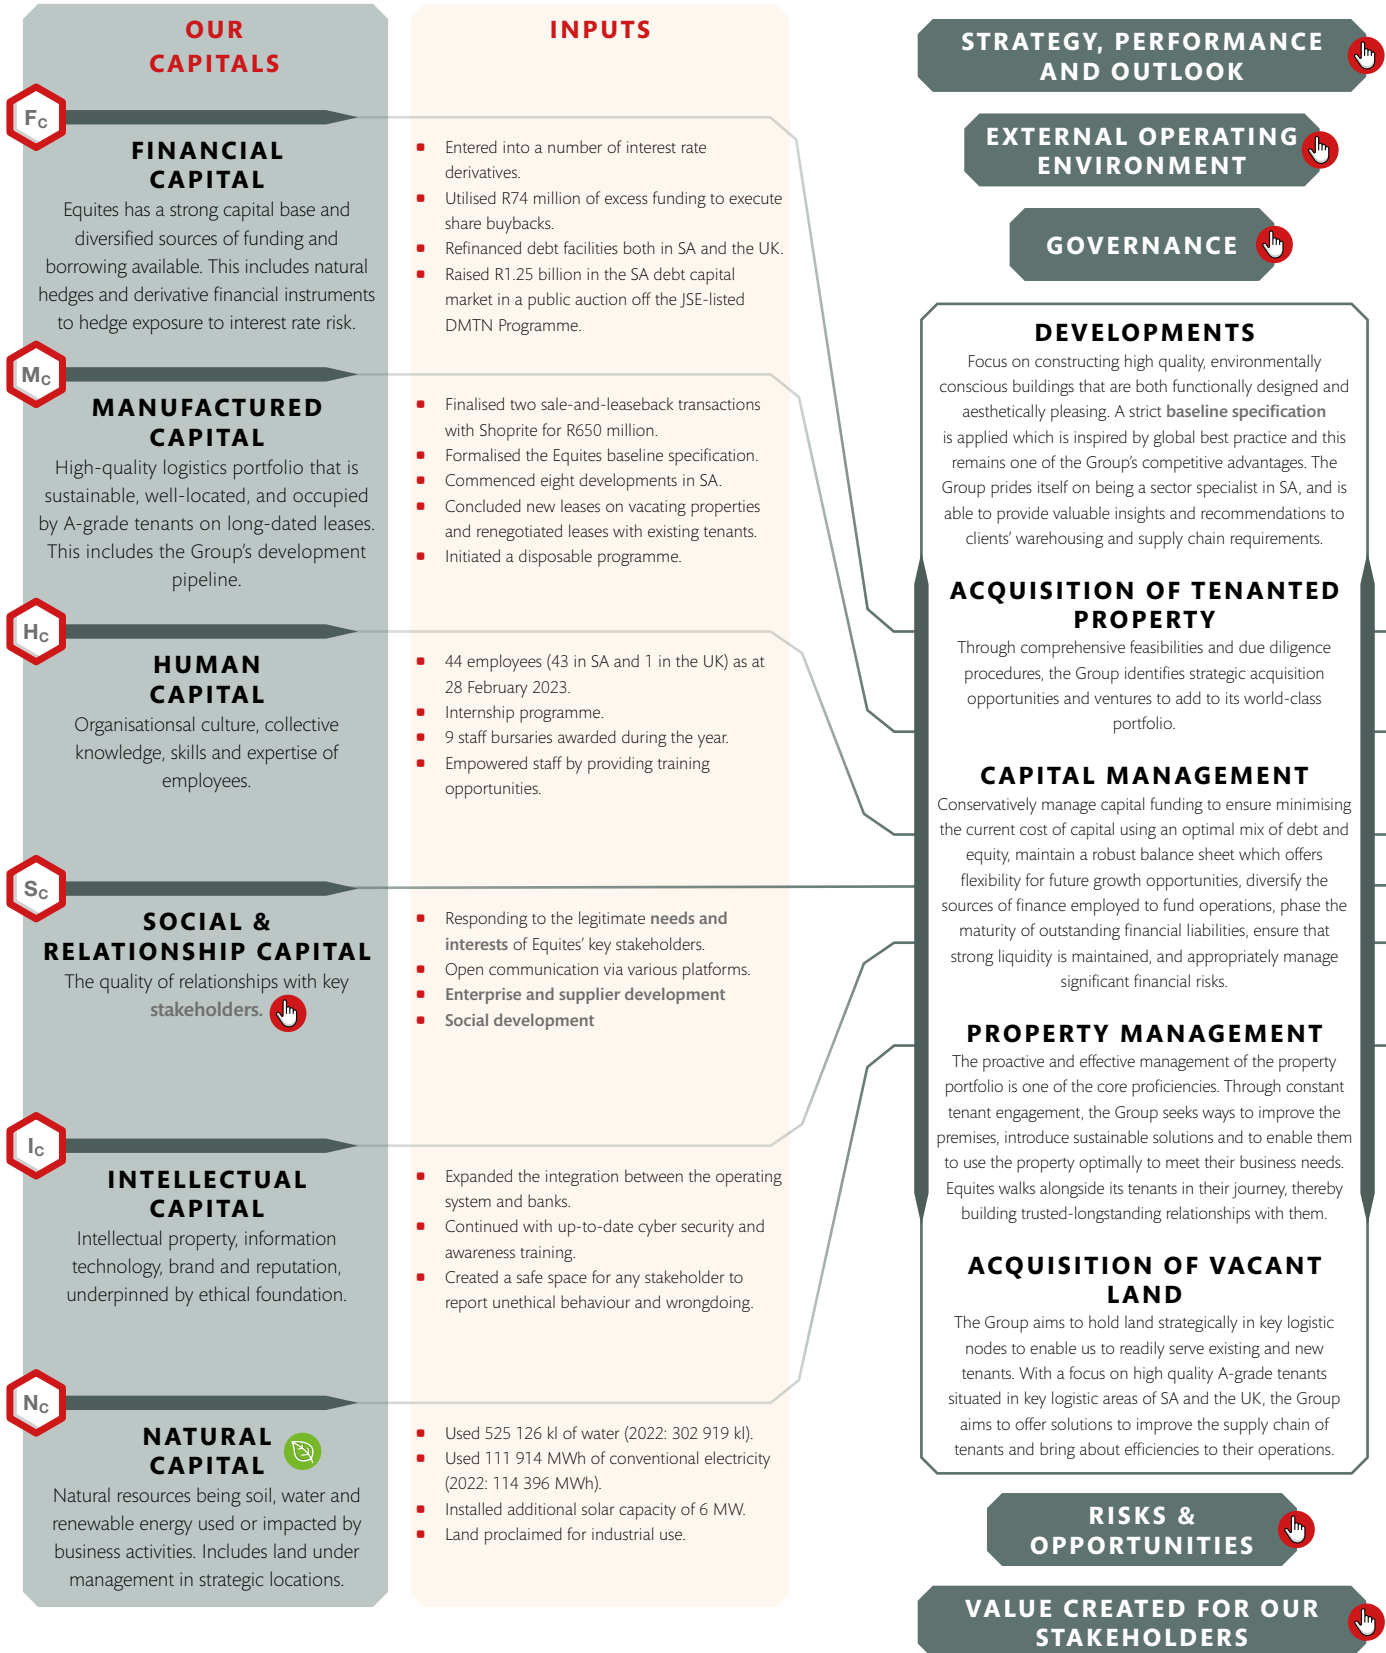 OUR
CAPITALS
INPUTS
FC
FINANCIAL
CAPITAL
Equites has a strong capital base and
diversified sources of funding and
borrowing available. This includes natural
hedges and derivative financial instruments
to hedge exposure to interest rate risk.
Entered into a number of interest rate
derivatives.
Utilised R74 million of excess funding to execute
share buybacks.
Refinanced debt facilities both in SA and the UK.
Raised R1.25 billion in the SA debt capital
market in a public auction off the JSE-listed
DMTN Programme.
MC
MANUFACTURED
CAPITAL
High-quality logistics portfolio that is
sustainable, well-located, and occupied
by A-grade tenants on long-dated leases.
This includes the Group's development
pipeline.
Finalised two sale-and-leaseback transactions
with Shoprite for R650 million.
Formalised the Equites baseline specification.
Commenced eight developments in SA.
Concluded new leases on vacating properties
and renegotiated leases with existing tenants.
Initiated a disposable programme.
HC
HUMAN
CAPITAL
Organisationsal culture, collective
knowledge, skills and expertise of
employees.
44 employees (43 in SA and 1 in the UK) as at
28 February 2023.
Internship programme.
9 staff bursaries awarded during the year.
Empowered staff by providing training
opportunities.
SC
SOCIAL &
RELATIONSHIP CAPITAL
The quality of relationships with key
stakeholders.
Responding to the legitimate needs and
interests of Equites' key stakeholders.
Open communication via various platforms.
Enterprise and supplier development
Social development
IC
INTELLECTUAL
CAPITAL
Intellectual property, information
technology, brand and reputation,
underpinned by ethical foundation.
Expanded the integration between the operating
system and banks.
Continued with up-to-date cyber security and
awareness training.
Created a safe space for any stakeholder to
report unethical behaviour and wrongdoing.
NC
NATURAL
CAPITAL
Natural resources being soil, water and
renewable energy used or impacted by
business activities. Includes land under
management in strategic locations.
Used 525 126 kl of water (2022: 302 919 kl).
Used 111 914 MWh of conventional electricity
(2022: 114 396 MWh).
Installed additional solar capacity of 6 MW.
Land proclaimed for industrial use.
STRATEGY, PERFORMANCE
AND OUTLOOK
EXTERNAL OPERATING
ENVIRONMENT
GOVERNANCE
DEVELOPMENTS
Focus on constructing high quality, environmentally
conscious buildings that are both functionally designed and
aesthetically pleasing. A strict baseline specification
is applied which is inspired by global best practice and this
remains one of the Group's competitive advantages. The
Group prides itself on being a sector specialist in SA, and is
able to provide valuable insights and recommendations to
clients' warehousing and supply chain requirements.
ACQUISITION OF TENANTED
PROPERTY
Through comprehensive feasibilities and due diligence
procedures, the Group identifies strategic acquisition
opportunities and ventures to add to its world-class
portfolio.
CAPITAL MANAGEMENT
Conservatively manage capital funding to ensure minimising
the current cost of capital using an optimal mix of debt and
equity, maintain a robust balance sheet which offers
flexibility for future growth opportunities, diversify the
sources of finance employed to fund operations, phase the
maturity of outstanding financial liabilities, ensure that
strong liquidity is maintained, and appropriately manage
significant financial risks.
PROPERTY MANAGEMENT
The proactive and effective management of the property
portfolio is one of the core proficiencies. Through constant
tenant engagement, the Group seeks ways to improve the
premises, introduce sustainable solutions and to enable them
to use the property optimally to meet their business needs.
Equites walks alongside its tenants in their journey, thereby
building trusted-longstanding relationships with them.
ACQUISITION OF VACANT
LAND
The Group aims to hold land strategically in key logistic
nodes to enable us to readily serve existing and new
tenants. With a focus on high quality A-grade tenants
situated in key logistic areas of SA and the UK, the Group
aims to offer solutions to improve the supply chain of
tenants and bring about efficiencies to their operations.
RISKS &
OPPORTUNITIES
VALUE CREATED FOR OUR
STAKEHOLDERS